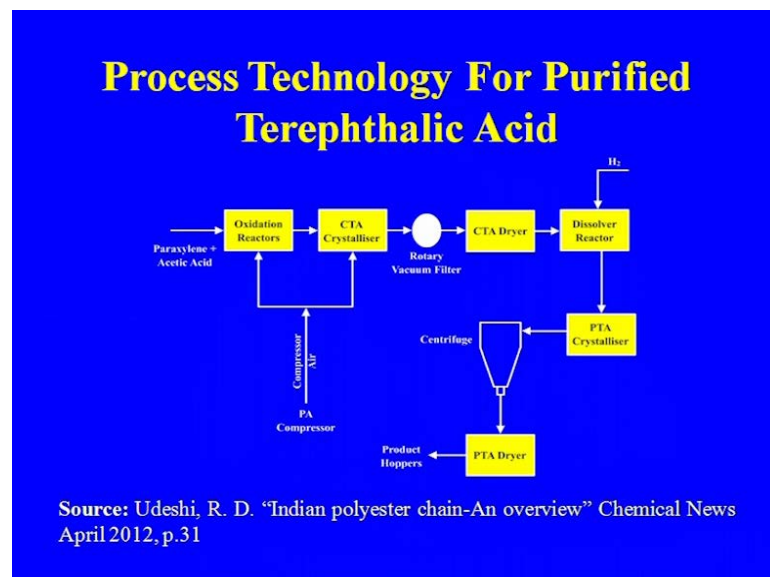 Process Technology For Purified
Terephthalic Acid
H₂
Oxidation
Reactors
CTA
Crystalliser
CTA Dryer
Dissolver
Reactor
Paraxylene +
Acetic Acid
Rotary
Vacuum Filter
Compressor
Air
PA
Compressor
Centrifuge
PTA
Crystalliser
Product
Hoppers
PTA Dryer
Source: Udeshi, R. D. “Indian polyester chain-An overview” Chemical News
April 2012, p.31